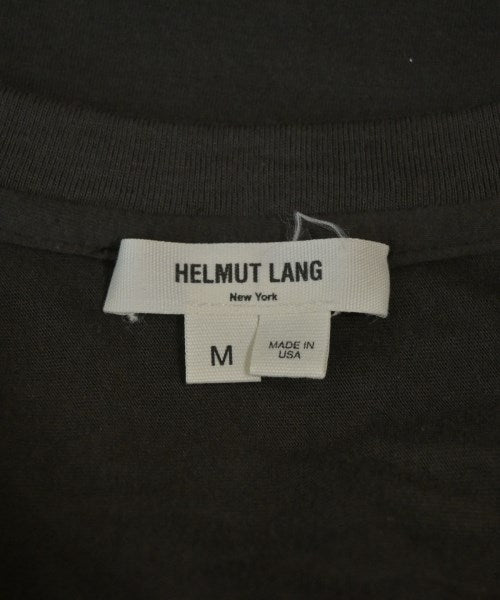 HELMUT LANG
New York
M
MADE IN
USA